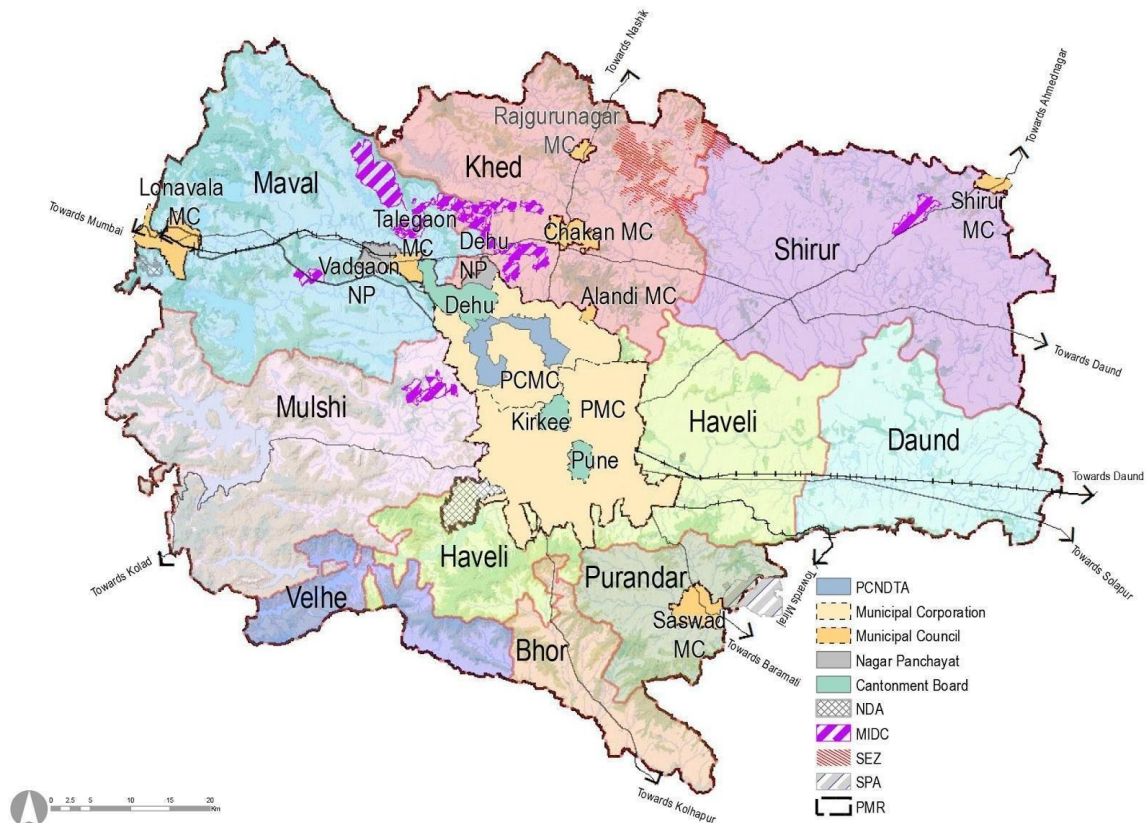 Towards Nashik
Towards Ahmednagar
Rajgurunagar
MC
Khed
Maval
Lonavala
MC
Towards Mumbai
Talegaon
MC
Dehu
NP
Chakan MC
Shirur
MC
Shirur
Vadgaon
NP
Dehu
Alandi MC
Towards Daund
PCMC
PMC
Mulshi
Kirkee
Haveli
Daund
Pune
Towards Daund
Haveli
Towards Kolad
Towards Solapur
Purandar
Towards Miraj
Velhe
Saswad
MC
Bhor
Towards Baramati
Towards Kolhapur
PCNDTA
Municipal Corporation
Municipal Council
Nagar Panchayat
Cantonment Board
NDA
MIDC
SEZ
SPA
PMR
0 2.5 5 10 15 20
Km